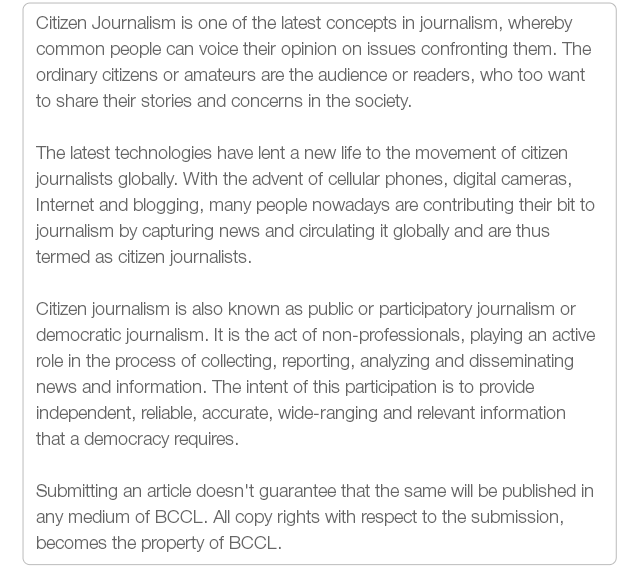 Citizen Journalism is one of the latest concepts in journalism, whereby
common people can voice their opinion on issues confronting them. The
ordinary citizens or amateurs are the audience or readers, who too want
to share their stories and concerns in the society.
The latest technologies have lent a new life to the movement of citizen
journalists globally. With the advent of cellular phones, digital cameras,
Internet and blogging, many people nowadays are contributing their bit to
journalism by capturing news and circulating it globally and are thus
termed as citizen journalists.
Citizen journalism is also known as public or participatory journalism or
democratic journalism. It is the act of non-professionals, playing an active
role in the process of collecting, reporting, analyzing and disseminating
news and information. The intent of this participation is to provide
independent, reliable, accurate, wide-ranging and relevant information
that a democracy requires.
Submitting an article doesn't guarantee that the same will be published in
any medium of BCCL. All copy rights with respect to the submission,
becomes the property of BCCL.